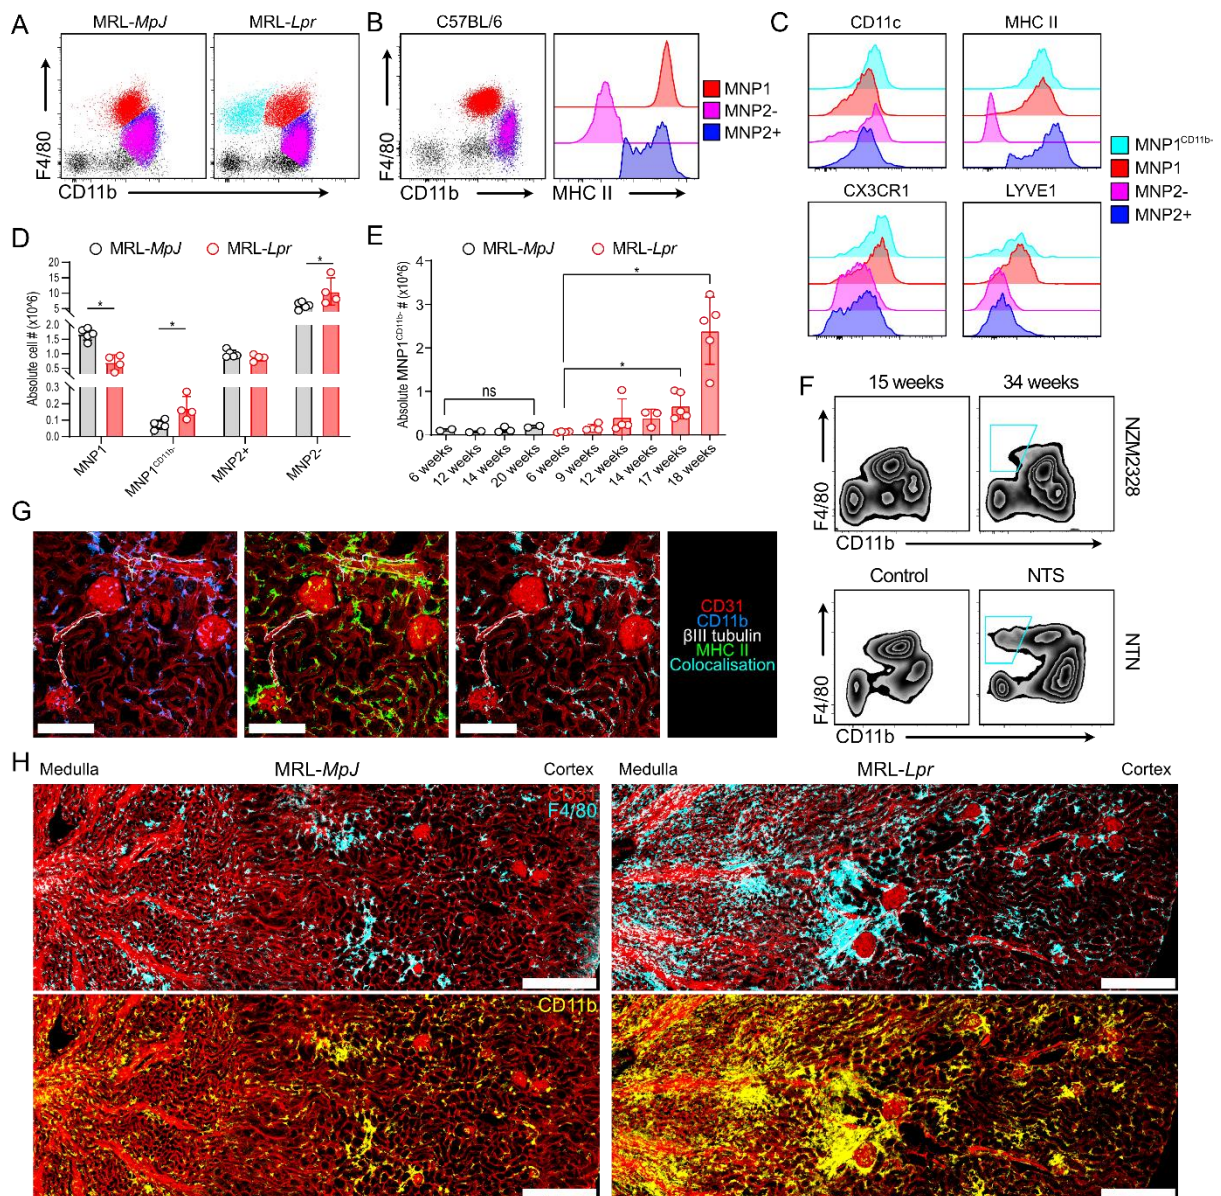 A
MRL-MpJ
MRL-Lpr
F4/80
CD11b
B
C57BL/6
F4/80
CD11b
MHC II
MNP1
MNP2-
MNP2+
C
CD11c
MHC II
CX3CR1
LYVE1
MNP1CD11b-
MNP1
MNP2-
MNP2+
D
MRL-MpJ
MRL-Lpr
Absolute cell # (x10^6)
20
15
10
5
2.0
1.5
1.0
0.5
0.3
0.2
0.1
0.0
*
*
*
MNP1
MNP1CD11b-
MNP2+
MNP2-
E
MRL-MpJ
MRL-Lpr
Absolute MNP1CD11b- # (x10^6)
4
3
2
1
0
ns
*
*
6 weeks
12 weeks
14 weeks
20 weeks
6 weeks
9 weeks
12 weeks
14 weeks
17 weeks
18 weeks
F
15 weeks
34 weeks
F4/80
CD11b
NZM2328
Control
NTS
F4/80
CD11b
NTN
G
CD31
CD11b
βIII tubulin
MHC II
Colocalisation
H
Medulla
MRL-MpJ
Cortex
CD31
F4/80
Medulla
MRL-Lpr
Cortex
CD11b